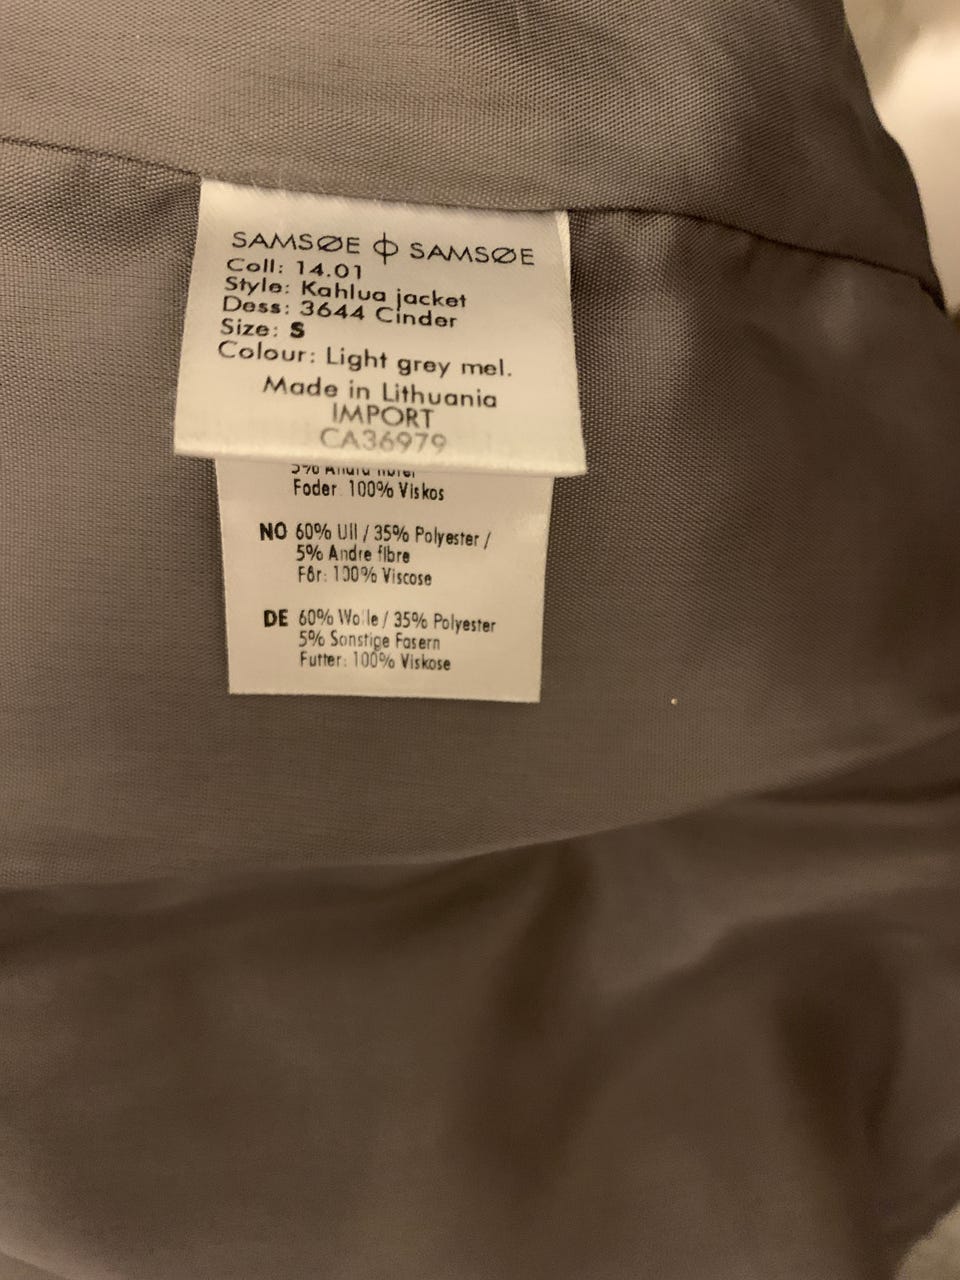 SAMSØE Φ SAMSØE
Coll: 14.01
Style: Kahlua jacket
Dess: 3644 Cinder
Size: S
Colour: Light grey mel.
Made in Lithuania
IMPORT
CA36979
5%
Foder: 100% Viskos
NO 60% Ull / 35% Polyester /
5% Andre fibre
Fôr: 100% Viscose
DE 60% Wolle / 35% Polyester
5% Sonstige Fasern
Futter: 100% Viskose